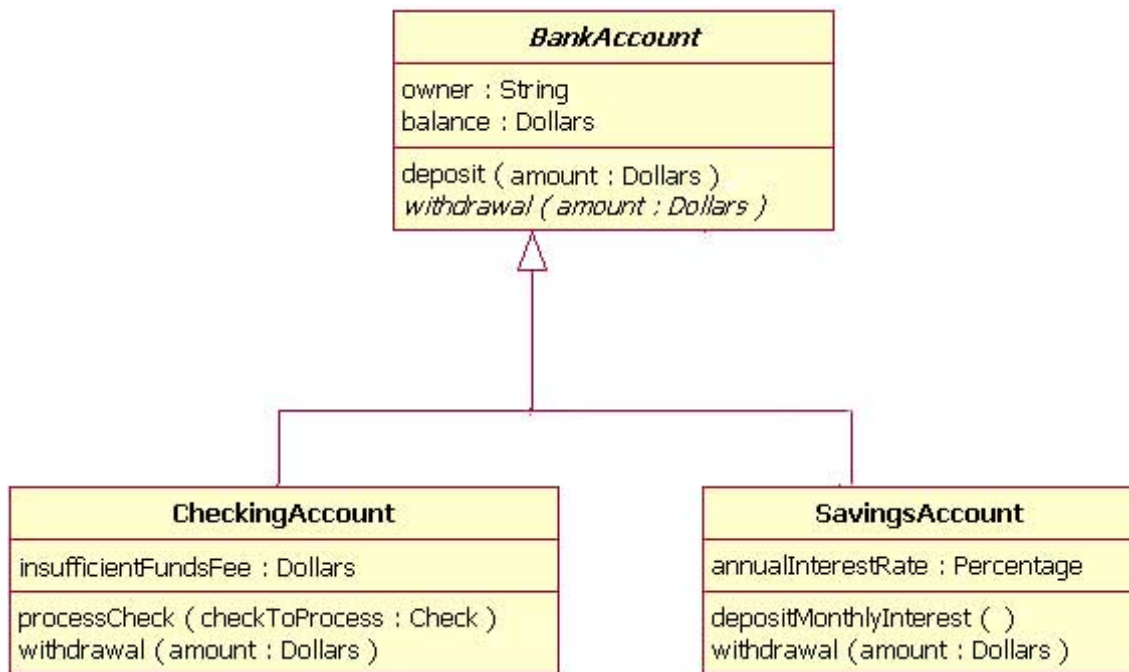 BankAccount
owner : String
balance : Dollars
deposit ( amount : Dollars )
withdrawal ( amount : Dollars )
CheckingAccount
insufficientFundsFee : Dollars
processCheck ( checkToProcess : Check )
withdrawal ( amount : Dollars )
SavingsAccount
annualInterestRate : Percentage
depositMonthlyInterest ( )
withdrawal ( amount : Dollars )